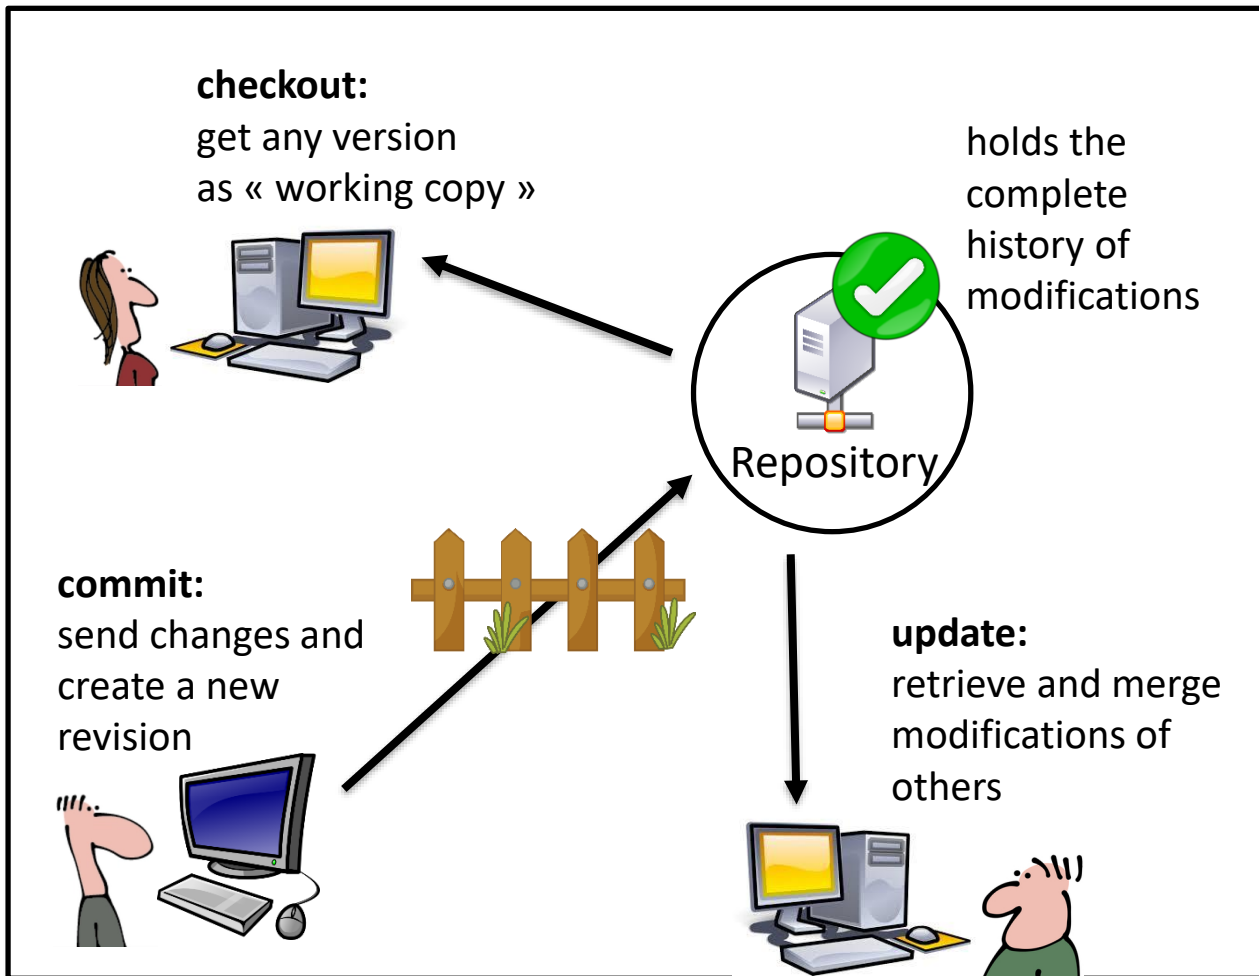 checkout:
get any version
as « working copy »
holds the
complete
history of
modifications
Repository
commit:
send changes and
create a new
revision
update:
retrieve and merge
modifications of
others